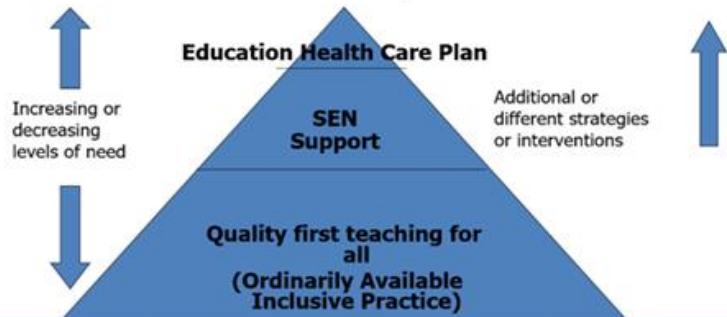 Education Health Care Plan
Increasing or
decreasing
levels of need
SEN
Support
Additional or
different strategies
or interventions
Quality first teaching for
all
(Ordinarily Available
Inclusive Practice)